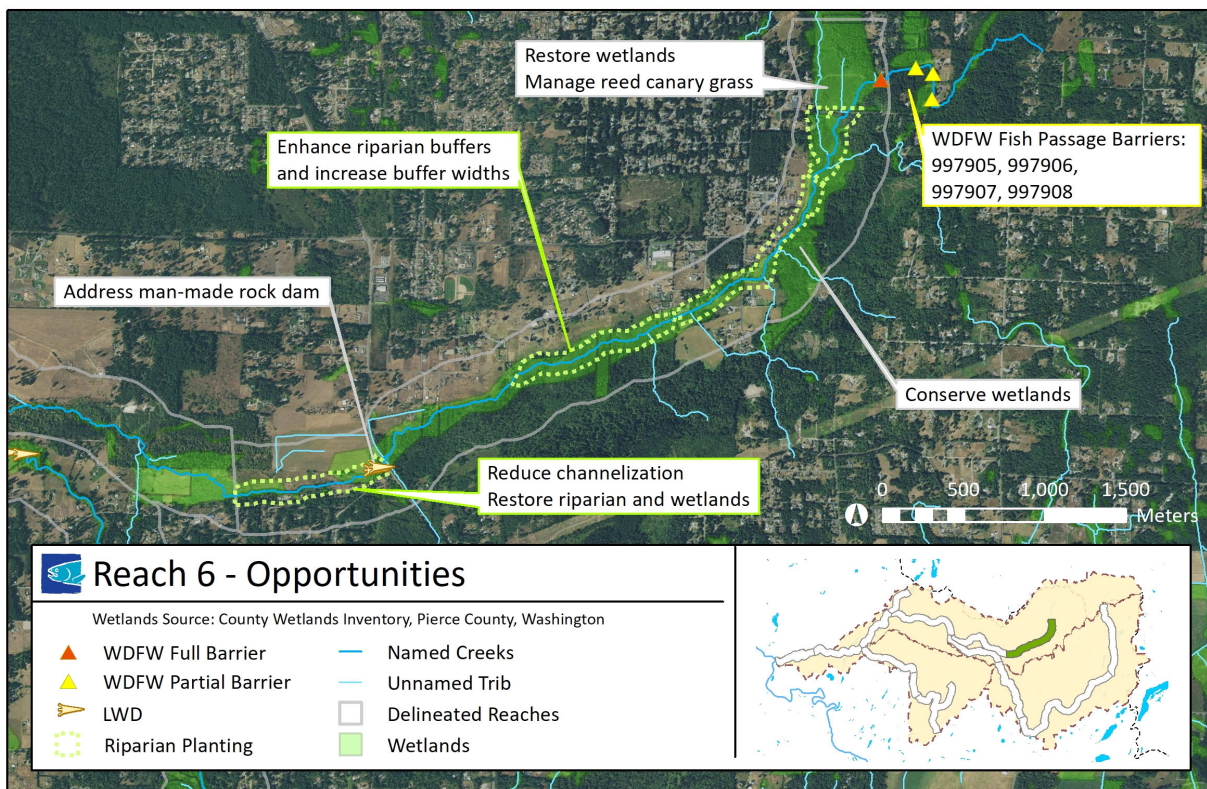 Restore wetlands
Manage reed canary grass
Enhance riparian buffers
and increase buffer widths
WDFW Fish Passage Barriers:
997905, 997906,
997907, 997908
Address man-made rock dam
Conserve wetlands
Reduce channelization
Restore riparian and wetlands
0 500 1,000 1,500
Meters
Reach 6 - Opportunities
Wetlands Source: County Wetlands Inventory, Pierce County, Washington
WDFW Full Barrier
WDFW Partial Barrier
LWD
Riparian Planting
Named Creeks
Unnamed Trib
Delineated Reaches
Wetlands